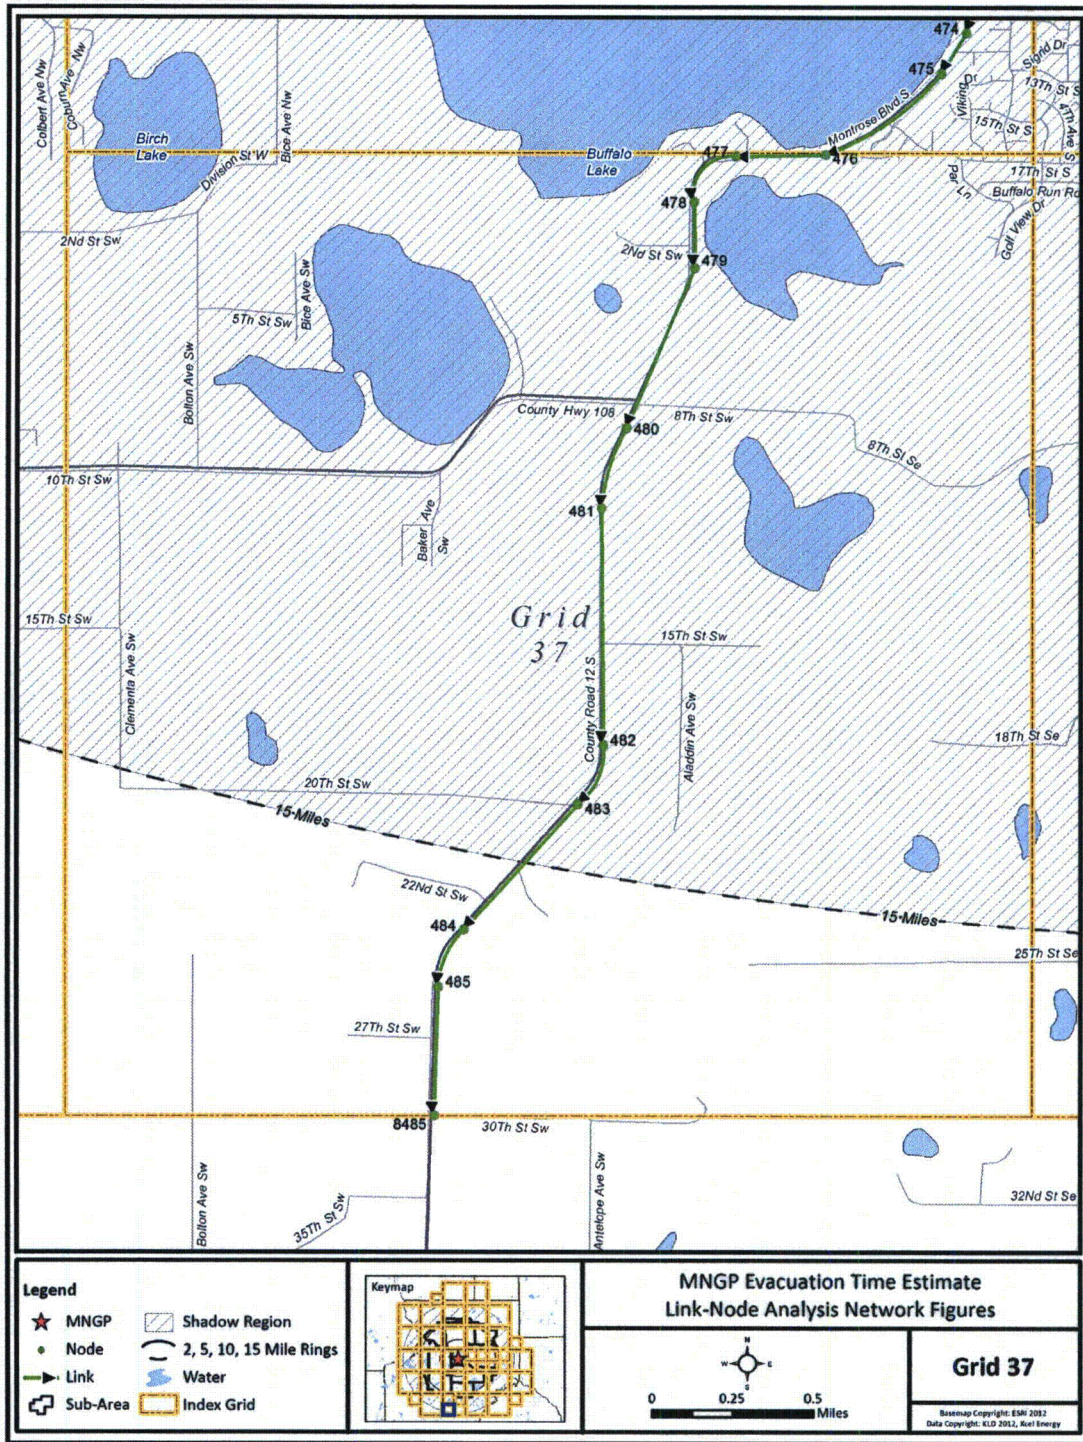 474
Sigrid Dr
475
13Th St S
Colbert Ave Nw
Coburn Ave Nw
Bice Ave Nw
Viking Dr
Montrose Blvd S
15Th St S
4Th Ave S
Birch
Lake
Division St W
Buffalo
Lake
477
476
17Th St S
Par Ln
Buffalo Run Rd
478
Golf View Dr
2Nd St Sw
2Nd St Sw
479
Bice Ave Sw
5Th St Sw
Bolton Ave Sw
County Hwy 108
8Th St Sw
480
8Th St Se
10Th St Sw
481
Baker Ave
Sw
Grid
37
15Th St Sw
15Th St Sw
Clementa Ave Sw
County Road 12 S
Aladdin Ave Sw
482
18Th St Se
20Th St Sw
483
15 Miles
22Nd St Sw
15 Miles
484
25Th St Se
485
27Th St Sw
8485
30Th St Sw
Bolton Ave Sw
Antelope Ave Sw
35Th St Sw
32Nd St Se
Legend
MNGP
Shadow Region
Node
2, 5, 10, 15 Mile Rings
Link
Water
Sub-Area
Index Grid
Keymap
MNGP Evacuation Time Estimate
Link-Node Analysis Network Figures
N
W
E
S
0 0.25 0.5
Miles
Grid 37
Basemap Copyright: ESRI 2012
Data Copyright: KLD 2012, Xcel Energy